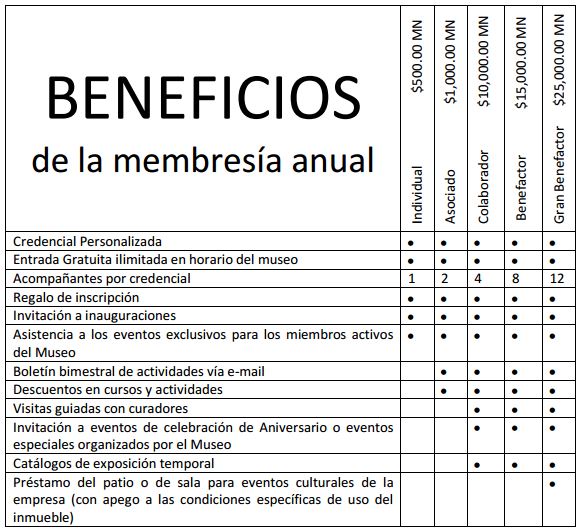 BENEFICIOS
de la membresía anual
Individual $500.00 MN
Asociado $1,000.00 MN
Colaborador $10,000.00 MN
Benefactor $15,000.00 MN
Gran Benefactor $25,000.00 MN
Credencial Personalizada • • • • •
Entrada Gratuita ilimitada en horario del museo • • • • •
Acompañantes por credencial 1 2 4 8 12
Regalo de inscripción • • • • •
Invitación a inauguraciones • • • • •
Asistencia a los eventos exclusivos para los miembros activos • • • • •
del Museo
Boletín bimestral de actividades vía e-mail • • • •
Descuentos en cursos y actividades • • • •
Visitas guiadas con curadores • • •
Invitación a eventos de celebración de Aniversario o eventos • • •
especiales organizados por el Museo
Catálogos de exposición temporal • • •
Préstamo del patio o de sala para eventos culturales de la •
empresa (con apego a las condiciones específicas de uso del
inmueble)